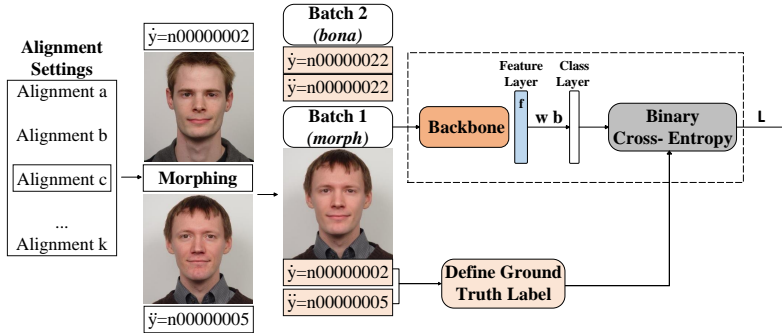 Alignment
Settings
Alignment a
Alignment b
Alignment c
...
Alignment k
ẏ=n00000002
Morphing
ÿ=n00000005
Batch 2
(bona)
ẏ=n00000022
ÿ=n00000022
Batch 1
(morph)
ẏ=n00000002
ÿ=n00000005
Backbone
Feature
Layer
f
w b
Class
Layer
Binary
Cross- Entropy
L
Define Ground
Truth Label